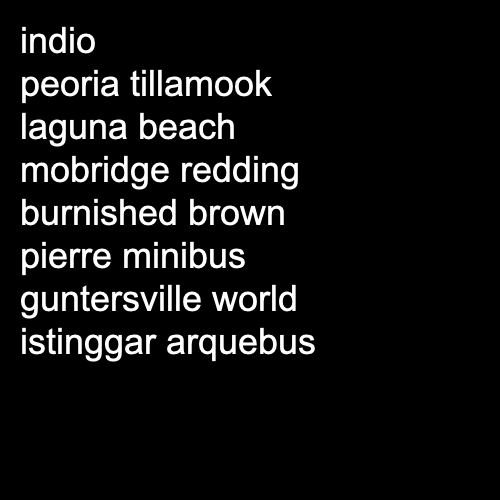 indio
peoria tillamook
laguna beach
mobridge redding
burnished brown
pierre minibus
guntersville world
istinggar arquebus